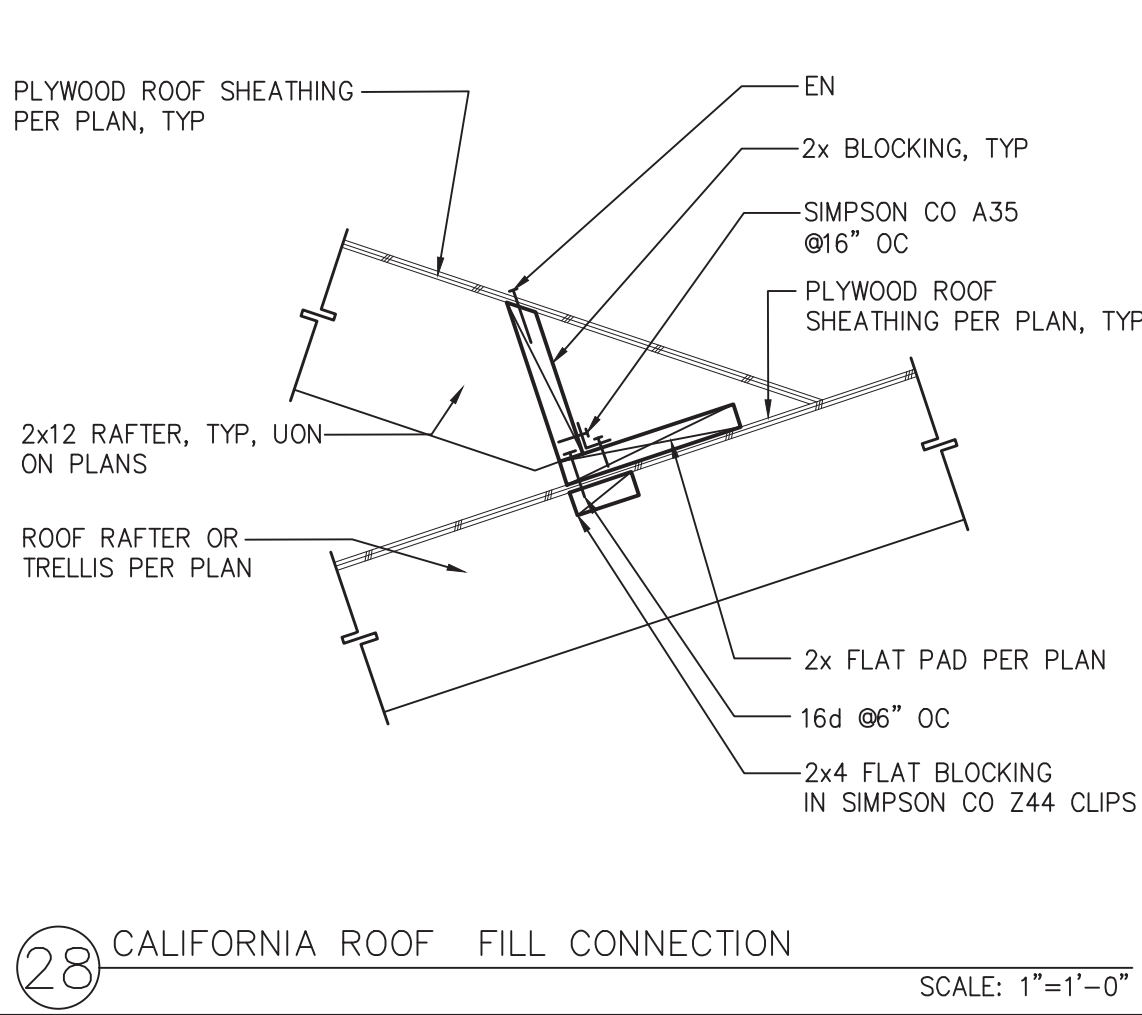 PLYWOOD ROOF SHEATHING
PER PLAN, TYP
EN
2x BLOCKING, TYP
SIMPSON CO A35
@16” OC
PLYWOOD ROOF
SHEATHING PER PLAN, TYP
2x12 RAFTER, TYP, UON
ON PLANS
ROOF RAFTER OR
TRELLIS PER PLAN
2x FLAT PAD PER PLAN
16d @6” OC
2x4 FLAT BLOCKING
IN SIMPSON CO Z44 CLIPS
28 CALIFORNIA ROOF FILL CONNECTION
SCALE: 1”=1’-0”